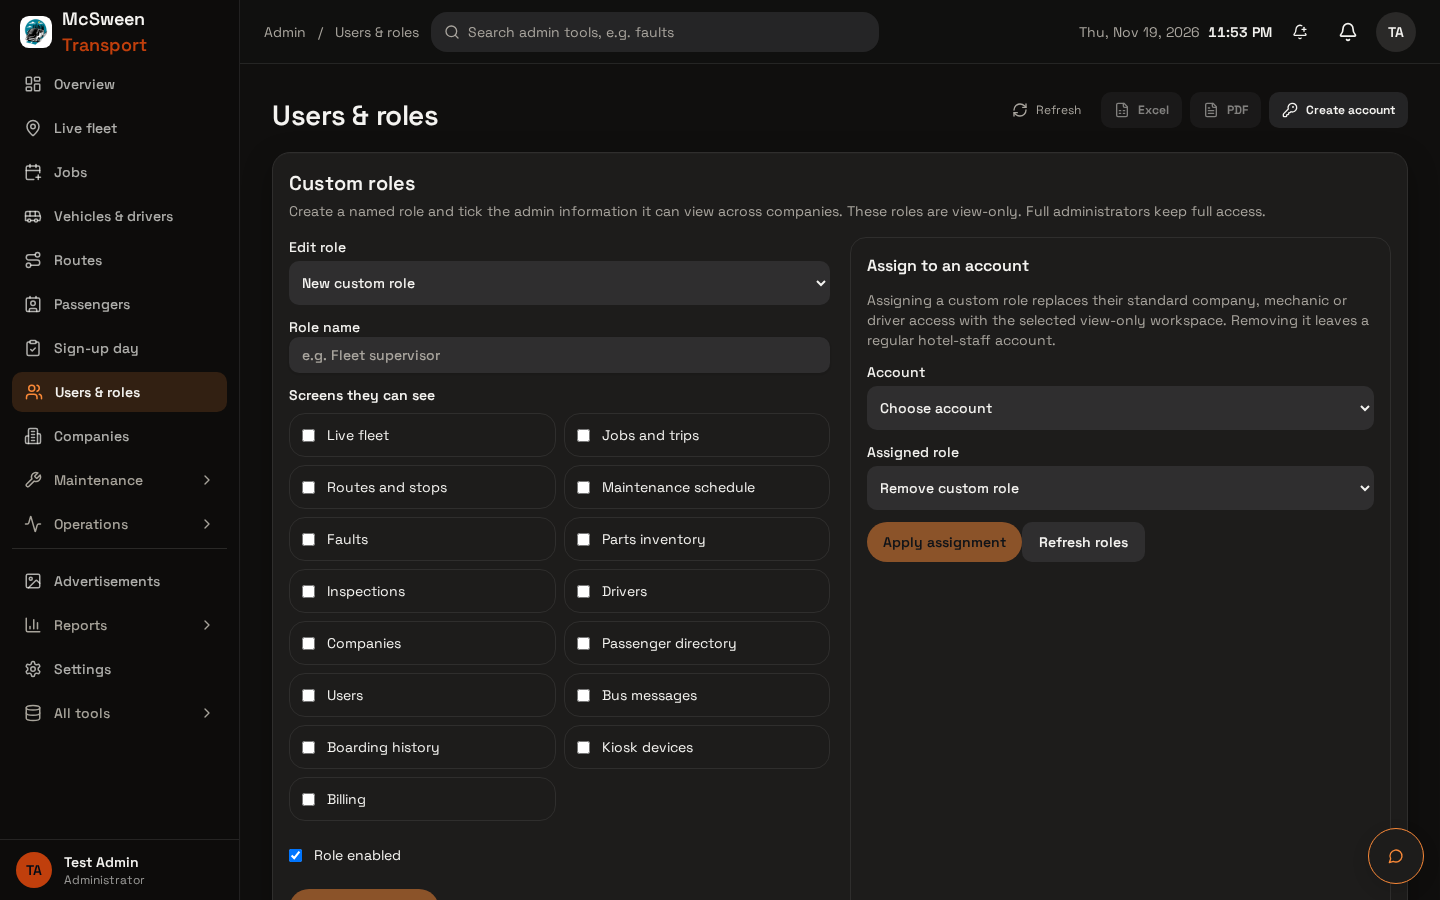 McSween
Transport
Overview
Live fleet
Jobs
Vehicles & drivers
Routes
Passengers
Sign-up day
Users & roles
Companies
Maintenance
Operations
Advertisements
Reports
Settings
All tools
TA
Test Admin
Administrator
Admin / Users & roles
Search admin tools, e.g. faults
Thu, Nov 19, 2026 11:53 PM
TA
Users & roles
Refresh
Excel
PDF
Create account
Custom roles
Create a named role and tick the admin information it can view across companies. These roles are view-only. Full administrators keep full access.
Edit role
New custom role
Role name
e.g. Fleet supervisor
Screens they can see
Live fleet
Jobs and trips
Routes and stops
Maintenance schedule
Faults
Parts inventory
Inspections
Drivers
Companies
Passenger directory
Users
Bus messages
Boarding history
Kiosk devices
Billing
Role enabled
Assign to an account
Assigning a custom role replaces their standard company, mechanic or
driver access with the selected view-only workspace. Removing it leaves a
regular hotel-staff account.
Account
Choose account
Assigned role
Remove custom role
Apply assignment
Refresh roles